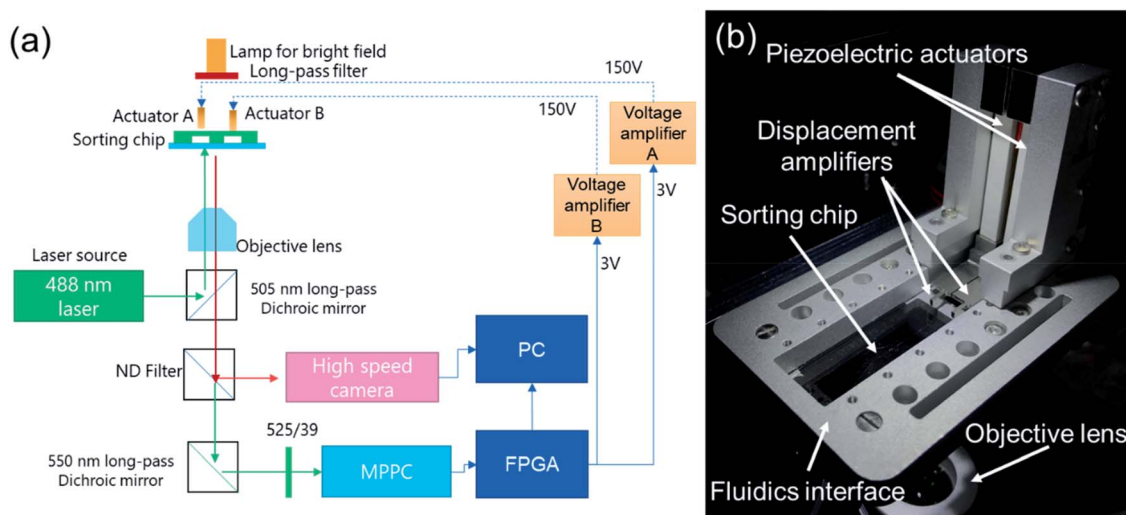 (a)
Lamp for bright field
Long-pass filter
150V
Actuator A
Actuator B
150V
Sorting chip
Voltage
amplifier
A
Voltage
amplifier
B
3V
3V
Objective lens
Laser source
488 nm
laser
505 nm long-pass
Dichroic mirror
ND Filter
High speed
camera
PC
525/39
550 nm long-pass
Dichroic mirror
MPPC
FPGA
(b)
Piezoelectric actuators
Displacement
amplifiers
Sorting chip
Objective lens
Fluidics interface